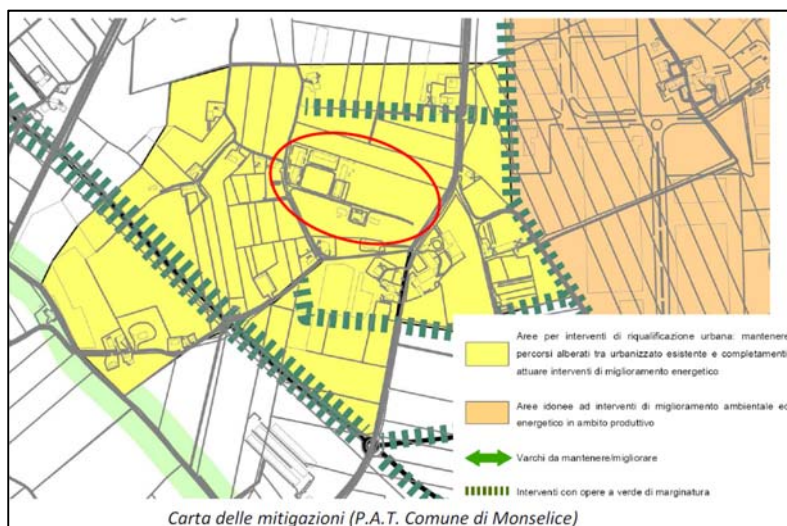 Aree per interventi di riqualificazione urbana: mantenere
percorsi alberati tra urbanizzato esistente e completamenti
attuare interventi di miglioramento energetico
Aree idonee ad interventi di miglioramento ambientale ed
energetico in ambito produttivo
Varchi da mantenere/migliorare
Interventi con opere a verde di marginatura
Carta delle mitigazioni (P.A.T. Comune di Monselice)